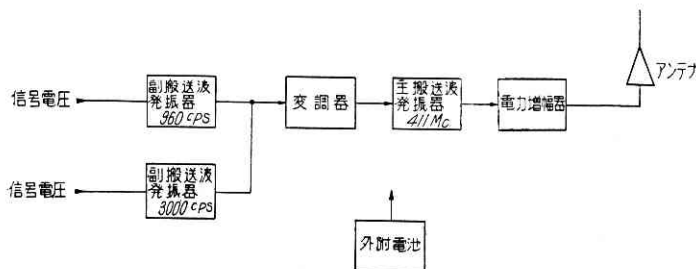 アンテナ
信号電圧
副搬送波
発振器
960 CPS
変調器
主搬送波
発振器
411 Mc
電力増幅器
信号電圧
副搬送波
発振器
3000 CPS
外附電池